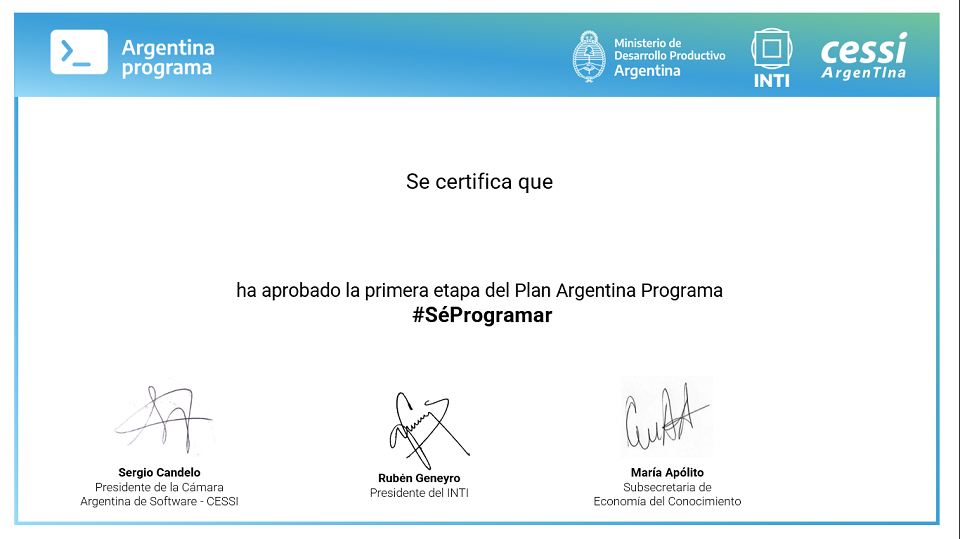 Argentina
programa
Ministerio de
Desarrollo Productivo
Argentina
INTI
cessi
ArgenTIna
Se certifica que
ha aprobado la primera etapa del Plan Argentina Programa
#SéProgramar
Sergio Candelo
Presidente de la Cámara
Argentina de Software - CESSI
Rubén Geneyro
Presidente del INTI
María Apólito
Subsecretaria de
Economía del Conocimiento